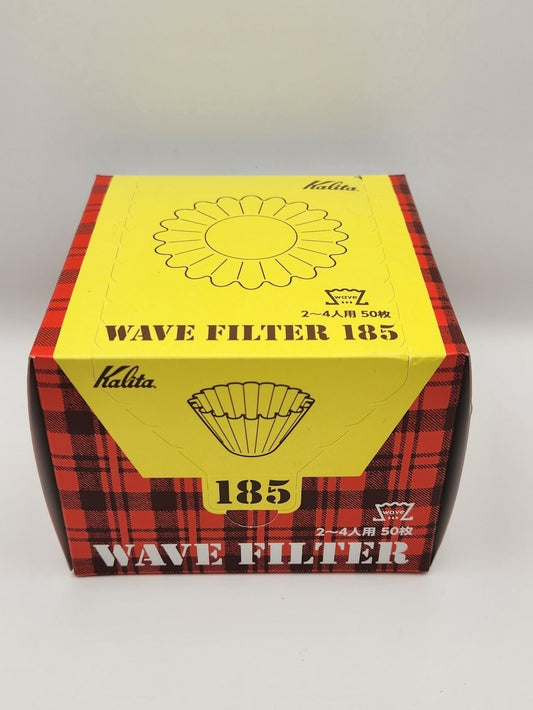 Kalita
wave
2～4人用 50枚
WAVE FILTER 185
Kalita
185
wave
2～4人用 50枚
WAVE FILTER